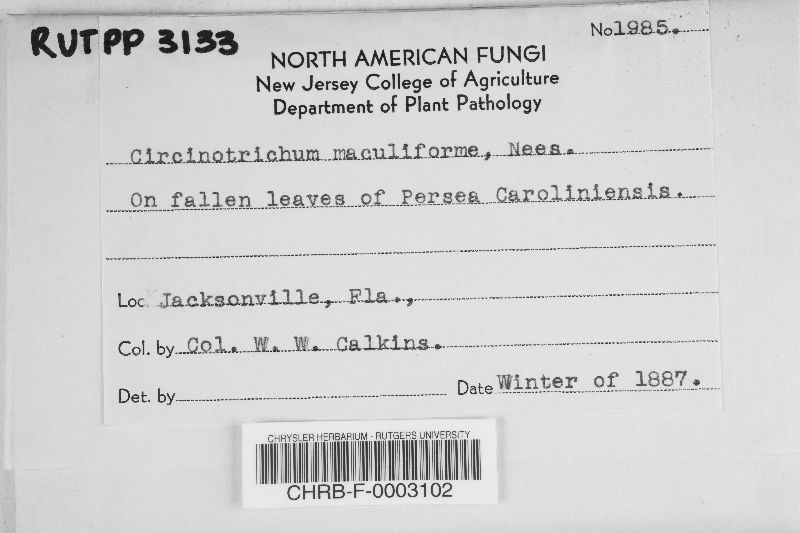 RUTPP 3133
No1985.
NORTH AMERICAN FUNGI
New Jersey College of Agriculture
Department of Plant Pathology
Circinotrichum maculiforme, Nees.
On fallen leaves of Persea Caroliniensis.
Loc. Jacksonville, Fla.,
Col. by Col. W. W. Calkins.
Det. by
Date Winter of 1887.
CHRYSLER HERBARIUM - RUTGERS UNIVERSITY
CHRB-F-0003102